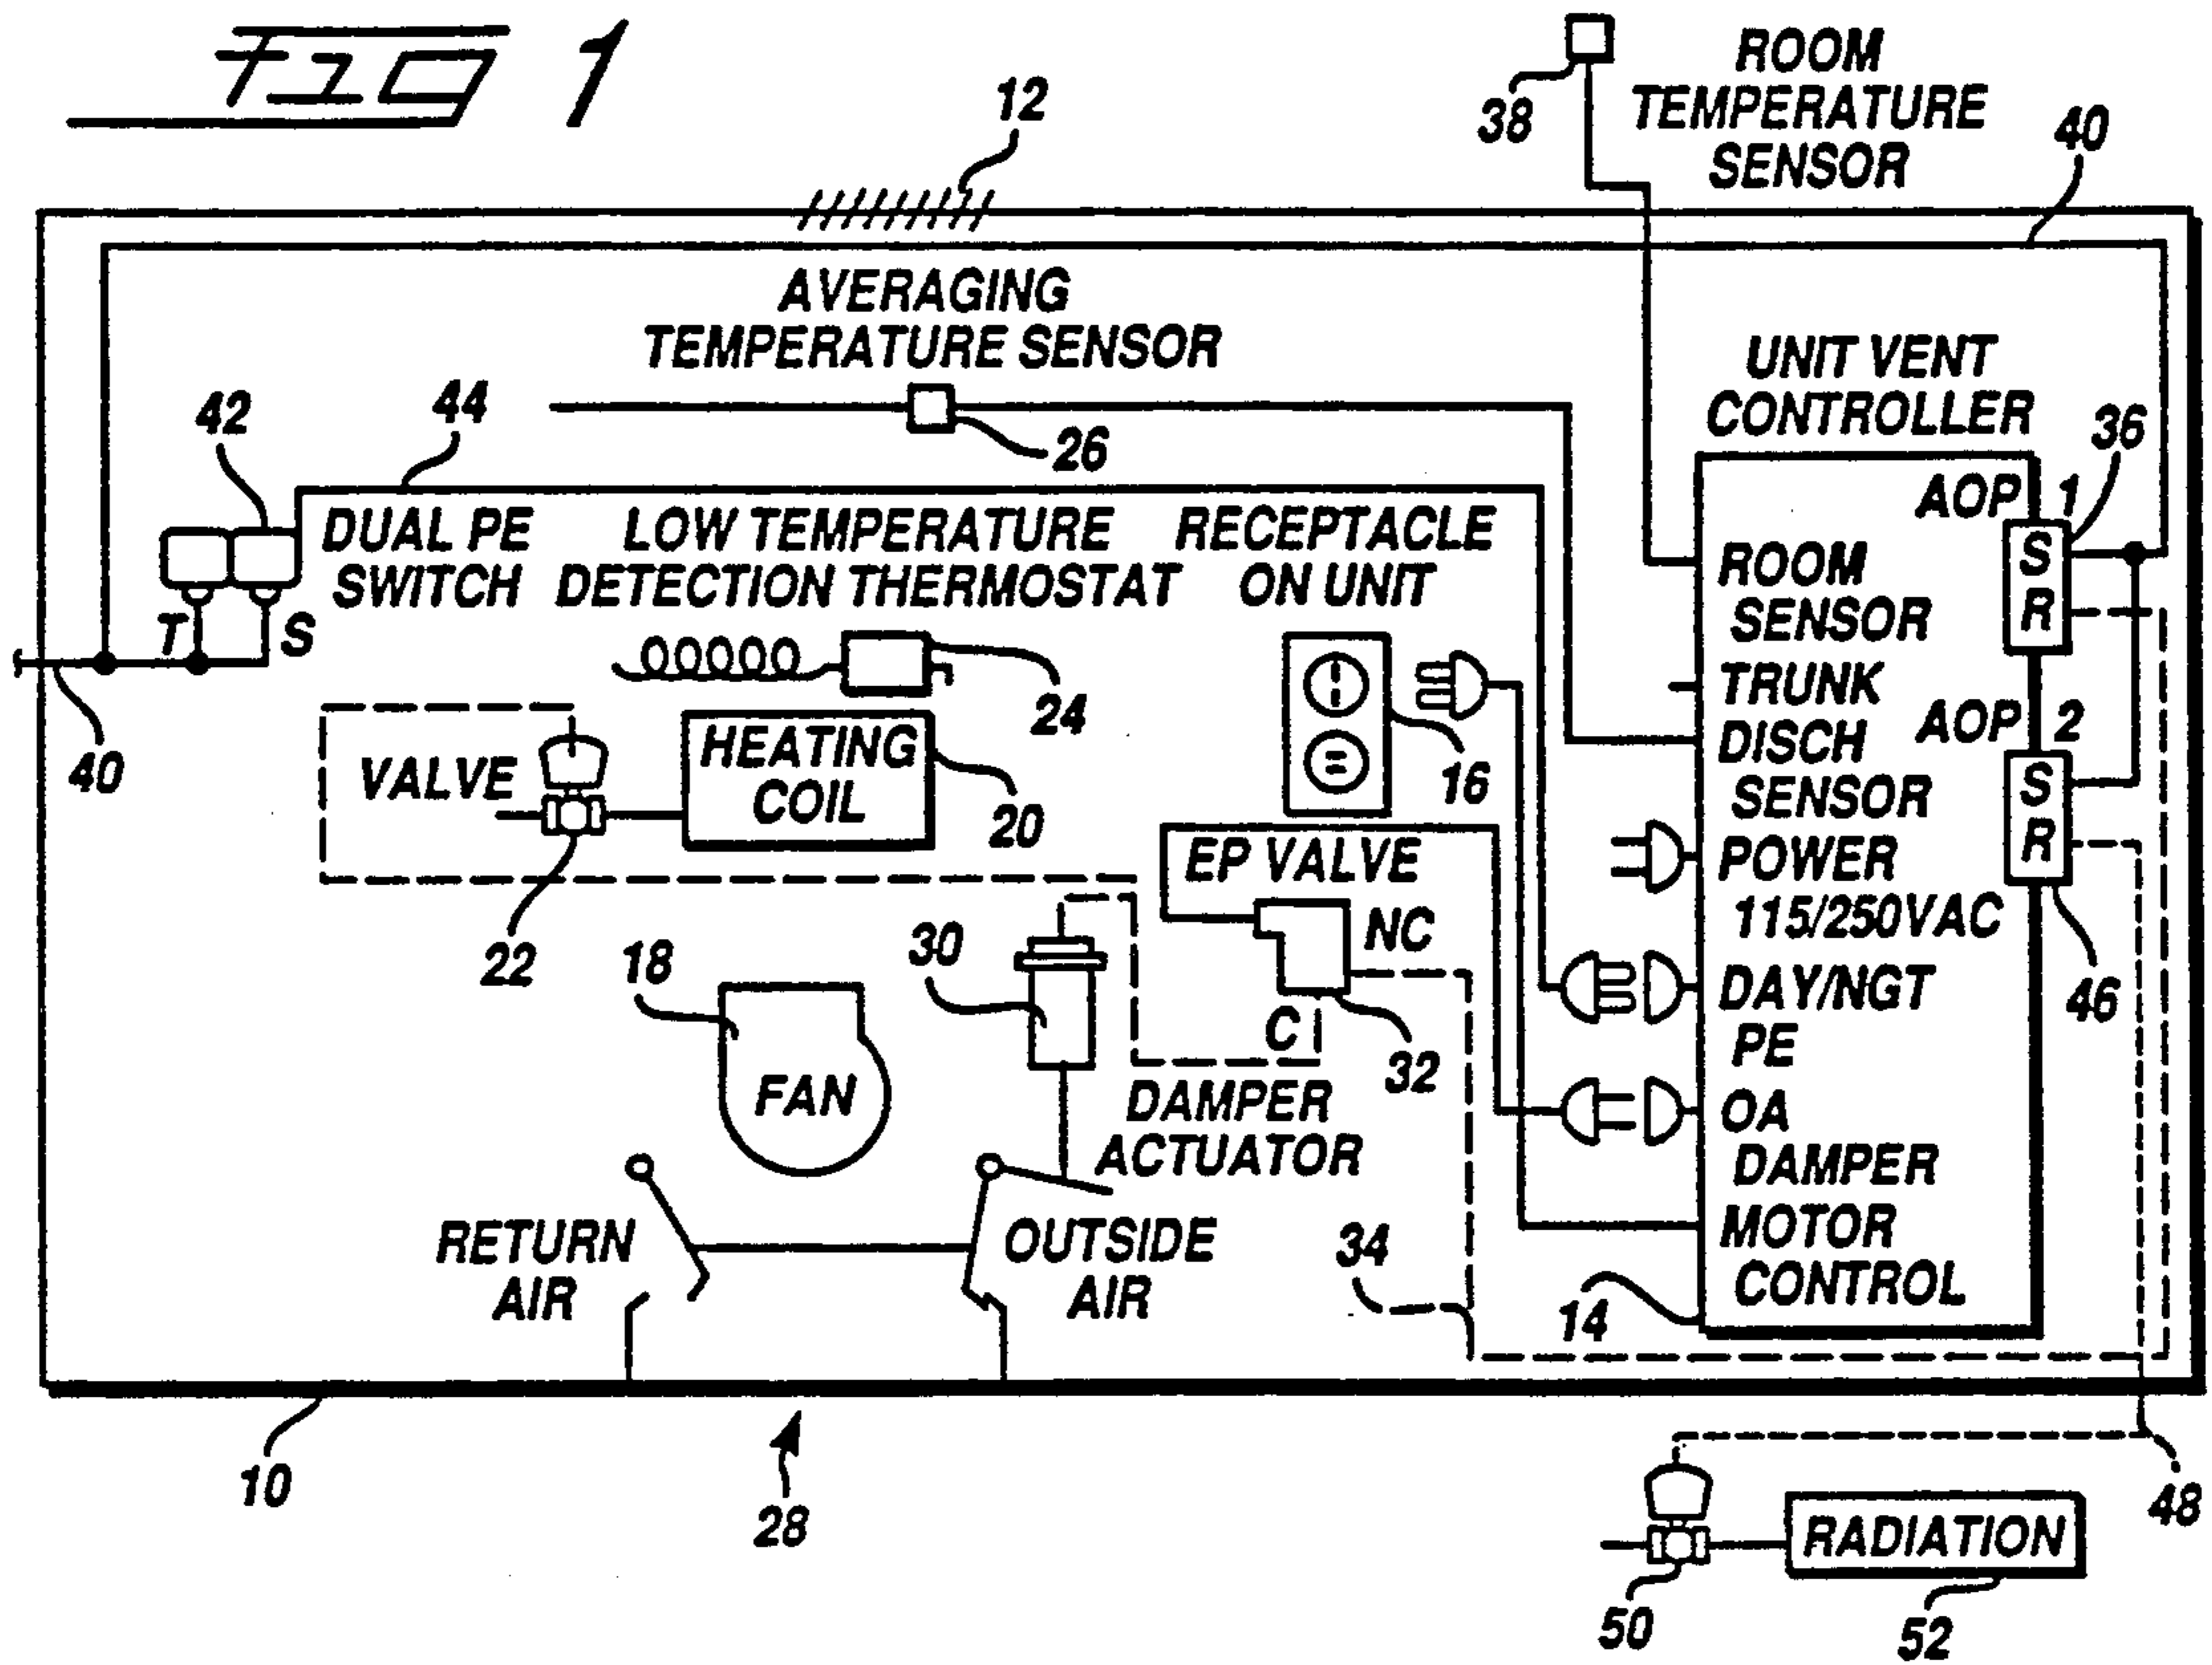 FIG 1
12
38
ROOM
TEMPERATURE
SENSOR
40
AVERAGING
TEMPERATURE SENSOR
26
UNIT VENT
CONTROLLER
36
42
44
DUAL PE
SWITCH
LOW TEMPERATURE
DETECTION THERMOSTAT
RECEPTACLE
ON UNIT
T
S
40
24
16
VALVE
22
HEATING
COIL
20
AOP 1
S
R
ROOM
SENSOR
TRUNK
AOP 2
DISCH
SENSOR
S
R
POWER
115/250VAC
46
DAY/NGT
PE
OA
DAMPER
MOTOR
CONTROL
14
EP VALVE
NC
C
32
18
FAN
30
DAMPER
ACTUATOR
RETURN
AIR
OUTSIDE
AIR
34
10
28
48
50
RADIATION
52